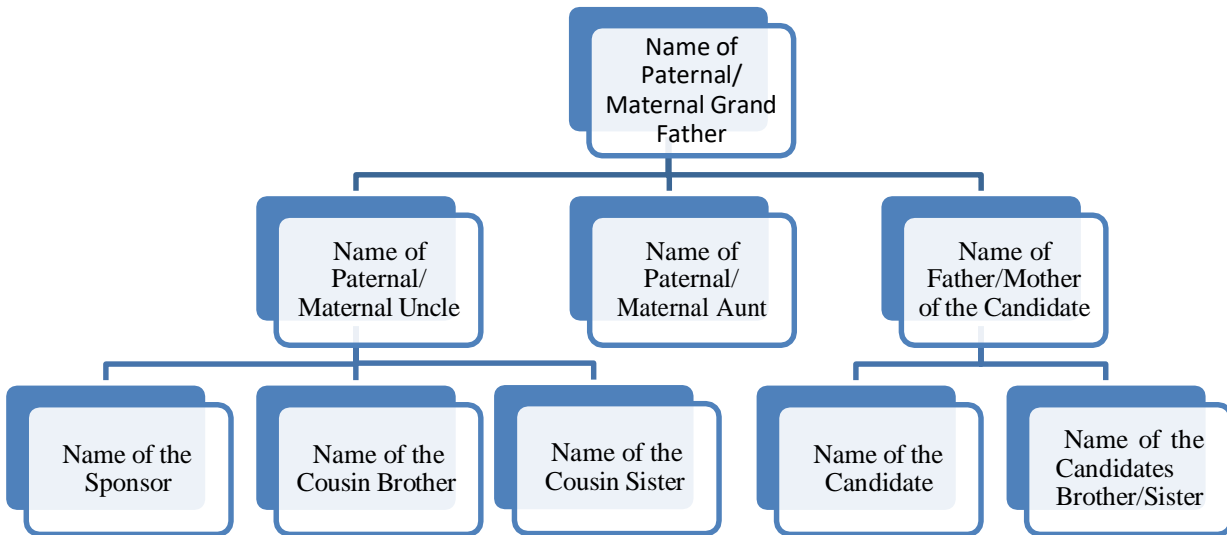 Name of
Paternal/
Maternal Grand
Father
Name of
Paternal/
Maternal Uncle
Name of
Paternal/
Maternal Aunt
Name of
Father/Mother
of the Candidate
Name of the
Sponsor
Name of the
Cousin Brother
Name of the
Cousin Sister
Name of the
Candidate
Name of the
Candidates
Brother/Sister